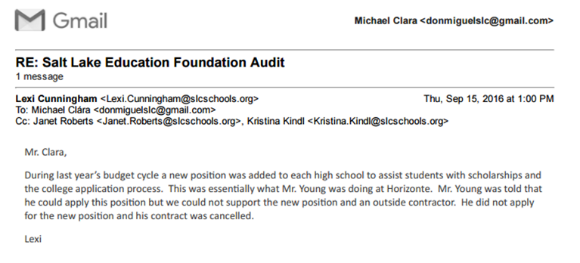 Gmail
Michael Clara <donmiguelslc@gmail.com>
RE: Salt Lake Education Foundation Audit
1 message
Lexi Cunningham <Lexi.Cunningham@slcschools.org> Thu, Sep 15, 2016 at 1:00 PM
To: Michael Clára <donmiguelslc@gmail.com>
Cc: Janet Roberts <Janet.Roberts@slcschools.org>, Kristina Kindl <Kristina.Kindl@slcschools.org>
Mr. Clara,
During last year's budget cycle a new position was added to each high school to assist students with scholarships and
the college application process. This was essentially what Mr. Young was doing at Horizonte. Mr. Young was told that
he could apply this position but we could not support the new position and an outside contractor. He did not apply
for the new position and his contract was cancelled.
Lexi